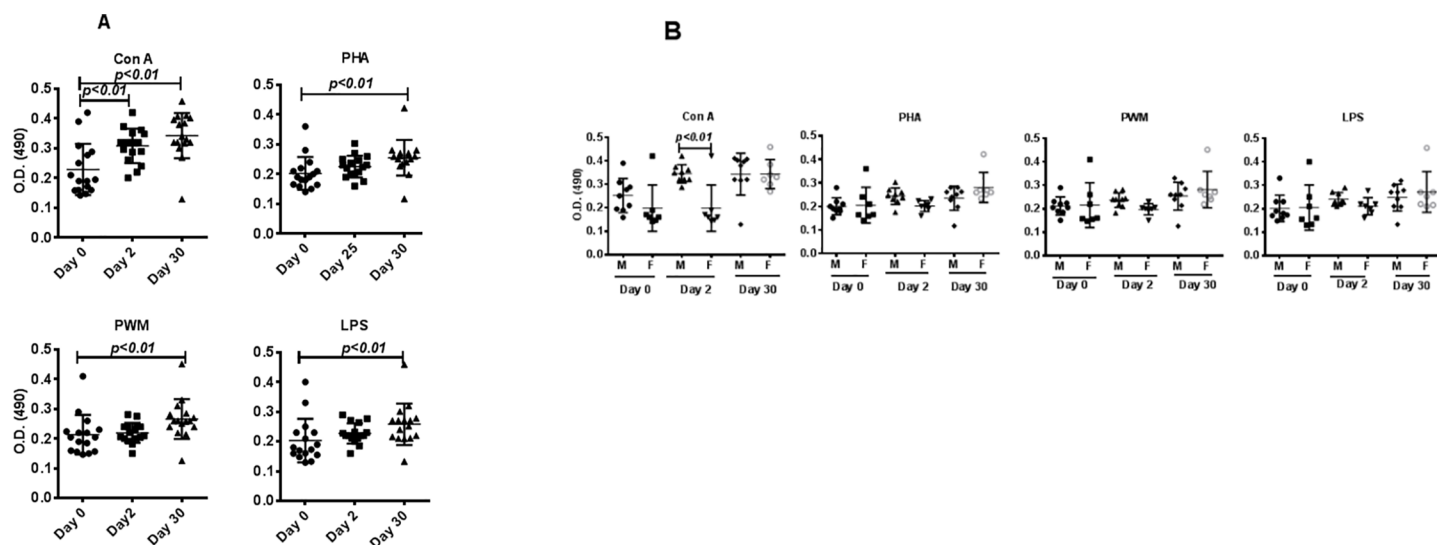 A
Con A
p<0.01
p<0.01
O.D. (490)
0.5
0.4
0.3
0.2
0.1
0.0
Day 0
Day 2
Day 30
PHA
p<0.01
0.5
0.4
0.3
0.2
0.1
0.0
Day 0
Day 25
Day 30
PWM
p<0.01
O.D. (490)
0.5
0.4
0.3
0.2
0.1
0.0
Day 0
Day2
Day 30
LPS
p<0.01
0.5
0.4
0.3
0.2
0.1
0.0
Day 0
Day 2
Day 30
B
Con A
p<0.01
O.D. (490)
0.5
0.4
0.3
0.2
0.1
0.0
M F M F M F
Day 0 Day 2 Day 30
PHA
0.5
0.4
0.3
0.2
0.1
0.0
M F M F M F
Day 0 Day 2 Day 30
PWM
0.5
0.4
0.3
0.2
0.1
0.0
M F M F M F
Day 0 Day 2 Day 30
LPS
0.5
0.4
0.3
0.2
0.1
0.0
M F M F M F
Day 0 Day 2 Day 30